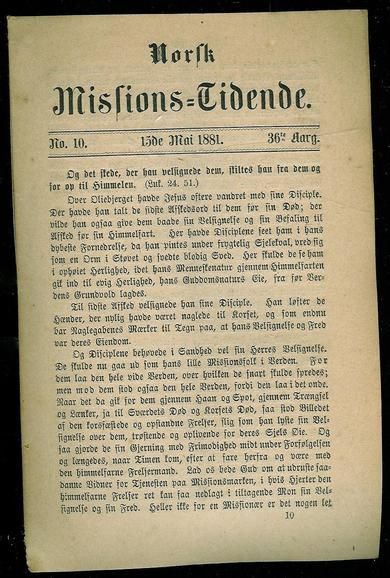 Norsk
Missions=Tidende.
No. 10.
15de Mai 1881.
36te Aarg.
Og det skede, der han velsignede dem, skiltes han fra dem og
for op til Himmelen. (Luk. 24. 51.)
Over Oliebjerget havde Jesus oftere vandret med sine Disciple.
Der havde han talt de sidste Afskedsord til dem før sin Død; der
vilde han ogsaa give dem baade sin Velsignelse og sin Befaling til
Afsked før sin Himmelfart. Her havde Disciplene seet ham i hans
dybeste Fornedrelse, da han pintes under frygtelig Sjelekval, vred sig
som en Orm i Støvet og svedte blodig Sved. Her skulde de se ham
i ophøiet Herlighed, idet hans Menneskenatur gjennem Himmelfarten
gik ind til evig Herlighed, hans Guddomsnaturs Eie, fra før Ver=
dens Grundvold lagdes.
Til sidste Afsked velsignede han sine Disciple. Han løfter de
Hænder, der nylig havde været naglede til Korset, og som endnu
bar Naglegabenes Mærker til Tegn paa, at hans Velsignelse og Fred
var deres Eiendom.
Og Disciplene behøvede i Sandhed vel sin Herres Velsignelse.
De skulde nu gaa ud som hans lille Missionsfolk i Verden. For
dem laa den hele vide Verden, over hvilken de snart skulde spredes;
men mod dem stod ogsaa den hele Verden, fordi den laa i det onde.
Naar det da gik for dem gjennem Haan og Spot, gjennem Trængsel
og Lænker, ja til Sværdets Død og Korsets Død, saa stod Billedet
af den korsfæstede og opstandne Frelser, slig som han lyste sin Vel=
signelse over dem, trøstende og oplivende for deres Sjels Øie. Og
saa gjorde de sin Gjerning med Frimodighed midt under Forfølgelsen
og længedes, naar Timen kom, efter at fare herfra og være med
den himmelfarne Frelsermand. Lad os bede Gud om at udruste saa=
danne Vidner for Tjenesten paa Missionsmarken, i hvis Hjerter den
himmelfarne Frelser ret kan faa nedlagt i tiltagende Mon sin Vel=
signelse og sin Fred. Heller ikke for en Missionær er det nogen let
10